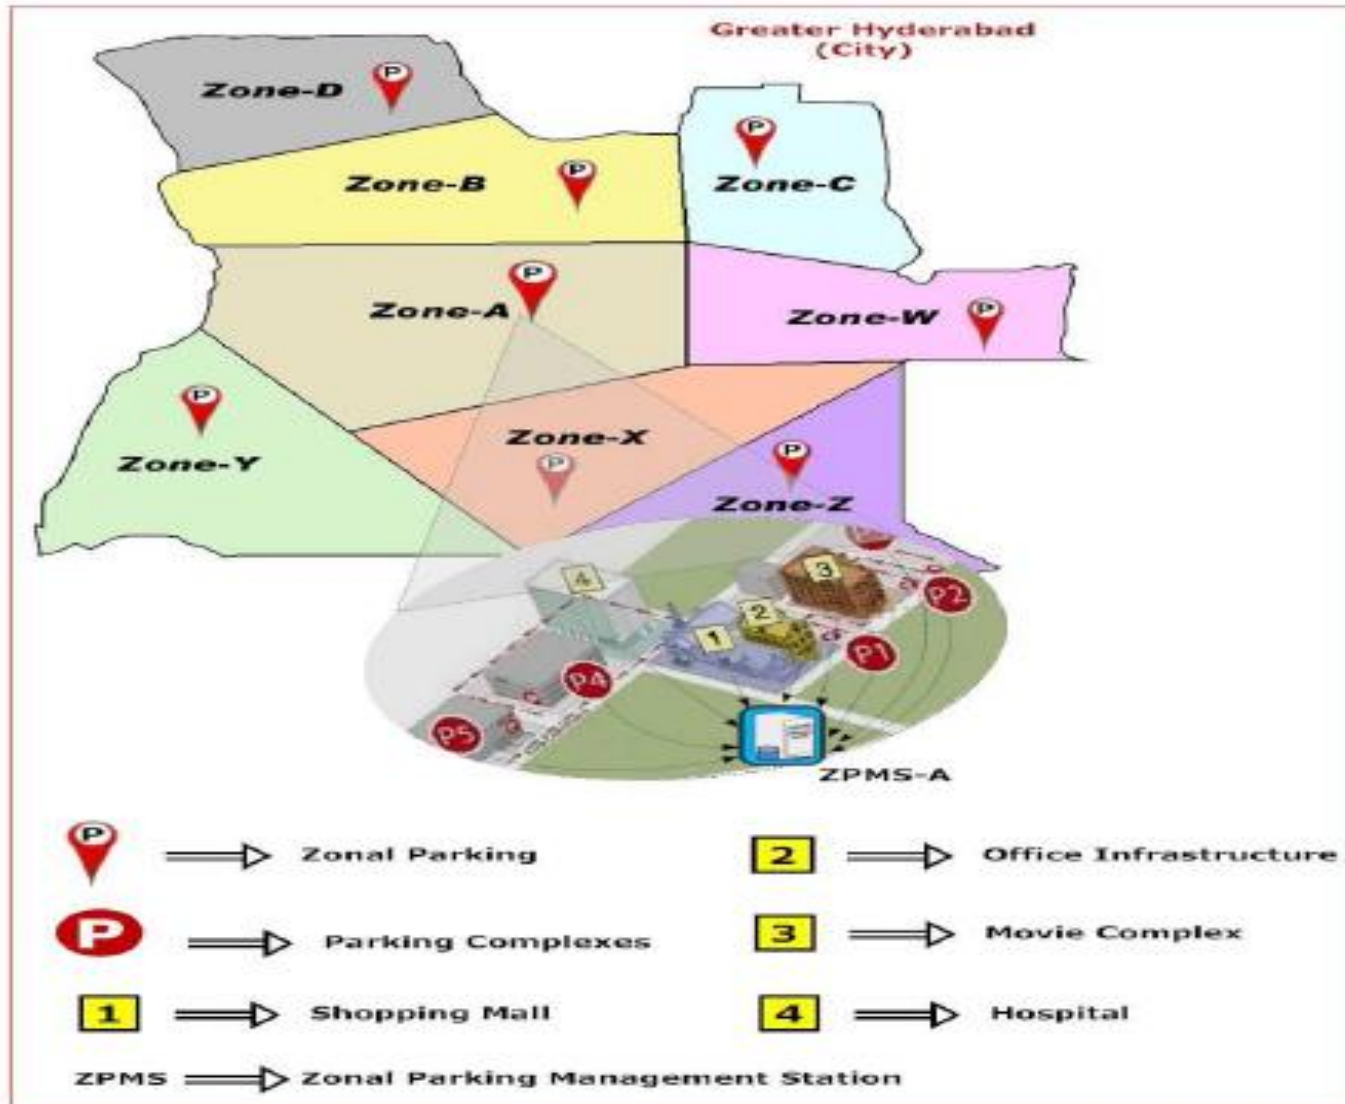 Greater Hyderabad
(City)
P
Zone-D
P
Zone-C
P
Zone-B
P
Zone-A
P
Zone-W
P
Zone-Y
Zone-X
P
P
Zone-Z
4
3
P2
2
1
P1
P4
P5
ZPMS-A
P Zonal Parking
2 Office Infrastructure
P Parking Complexes
3 Movie Complex
1 Shopping Mall
4 Hospital
ZPMS Zonal Parking Management Station